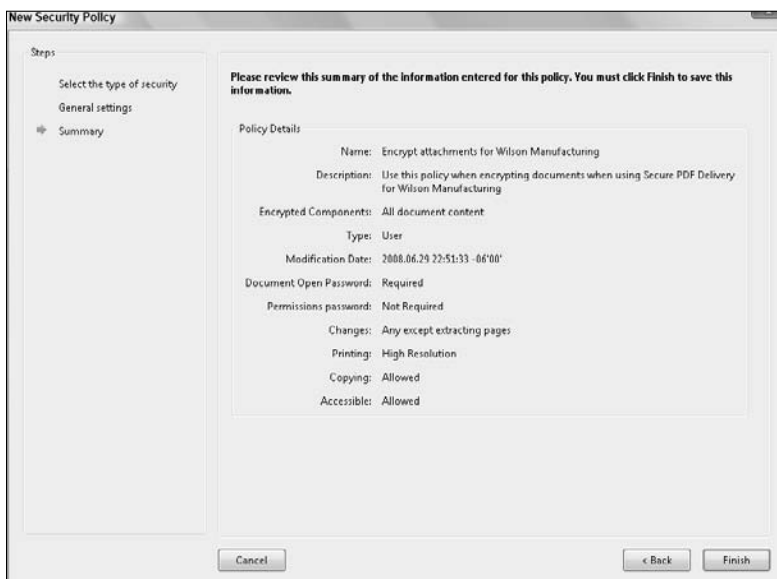 New Security Policy
Steps
Select the type of security
General settings
Summary
Please review this summary of the information entered for this policy. You must click Finish to save this
information.
Policy Details
Name: Encrypt attachments for Wilson Manufacturing
Description: Use this policy when encrypting documents when using Secure PDF Delivery
for Wilson Manufacturing
Encrypted Components: All document content
Type: User
Modification Date: 2008.06.29 22:51:33 -06'00'
Document Open Password: Required
Permissions password: Not Required
Changes: Any except extracting pages
Printing: High Resolution
Copying: Allowed
Accessible: Allowed
Cancel
< Back
Finish